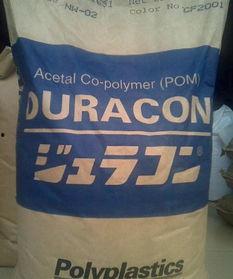 NW-02
Color No CF2001
Acetal Co-polymer (POM)
DURACON
ジュラコン®
Polyplastics